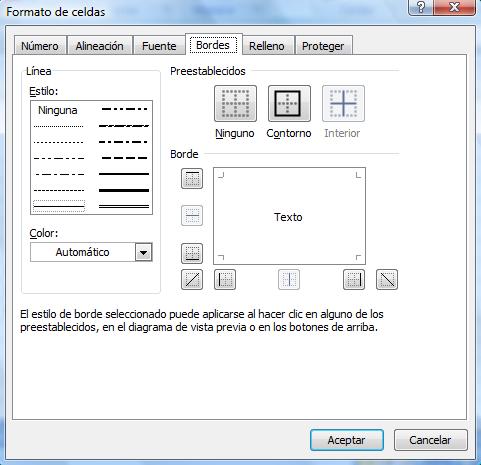 Formato de celdas
Número Alineación Fuente Bordes Relleno Proteger
Línea
Estilo:
Ninguna
Color:
Automático
Preestablecidos
Ninguno Contorno Interior
Borde
Texto
El estilo de borde seleccionado puede aplicarse al hacer clic en alguno de los
preestablecidos, en el diagrama de vista previa o en los botones de arriba.
Aceptar Cancelar